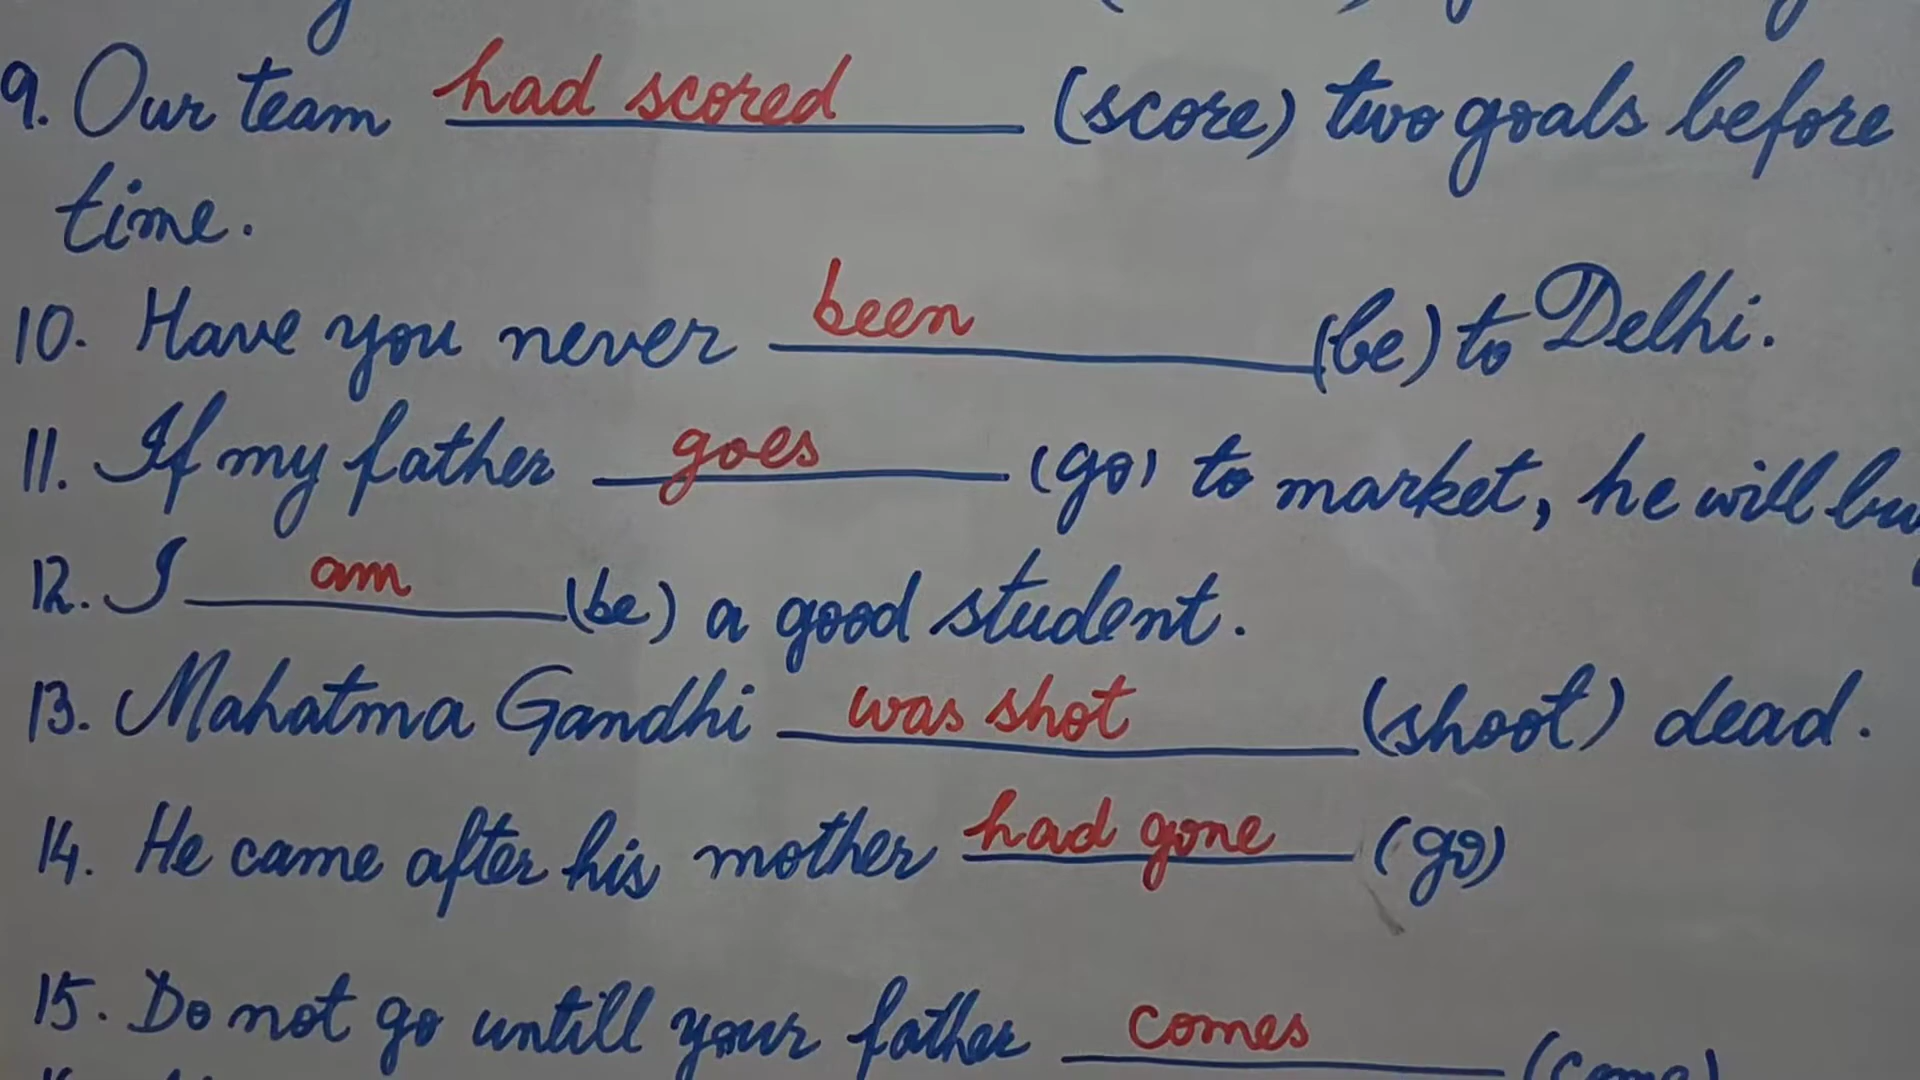 9. Our team had scored (score) two goals before
time.
10. Have you never been (be) to Delhi.
11. If my father goes (go) to market, he will
12. I am (be) a good student.
13. Mahatma Gandhi was shot (shoot) dead.
14. He came after his mother had gone (go)
15. Do not go untill your father comes (come)